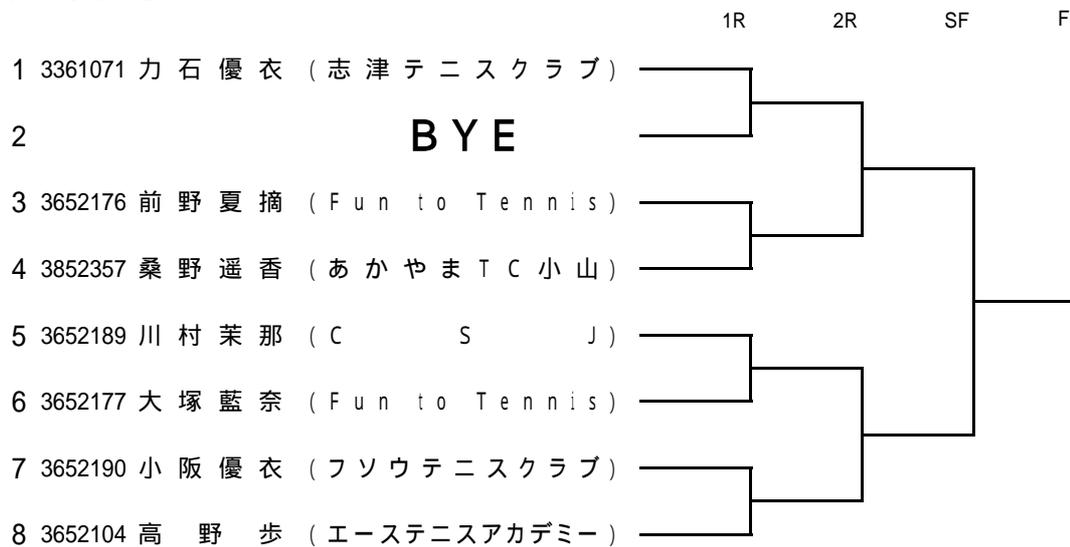 1R 2R SF F
1 3361071 力石優衣 (志津テニスクラブ)
2 BYE
3 3652176 前野夏摘 (Fun to Tennis)
4 3852357 桑野遥香 (あかやまTC小山)
5 3652189 川村茉那 (C S J)
6 3652177 大塚藍奈 (Fun to Tennis)
7 3652190 小阪優衣 (フソウテニスクラブ)
8 3652104 高野歩 (エーステニスアカデミー)